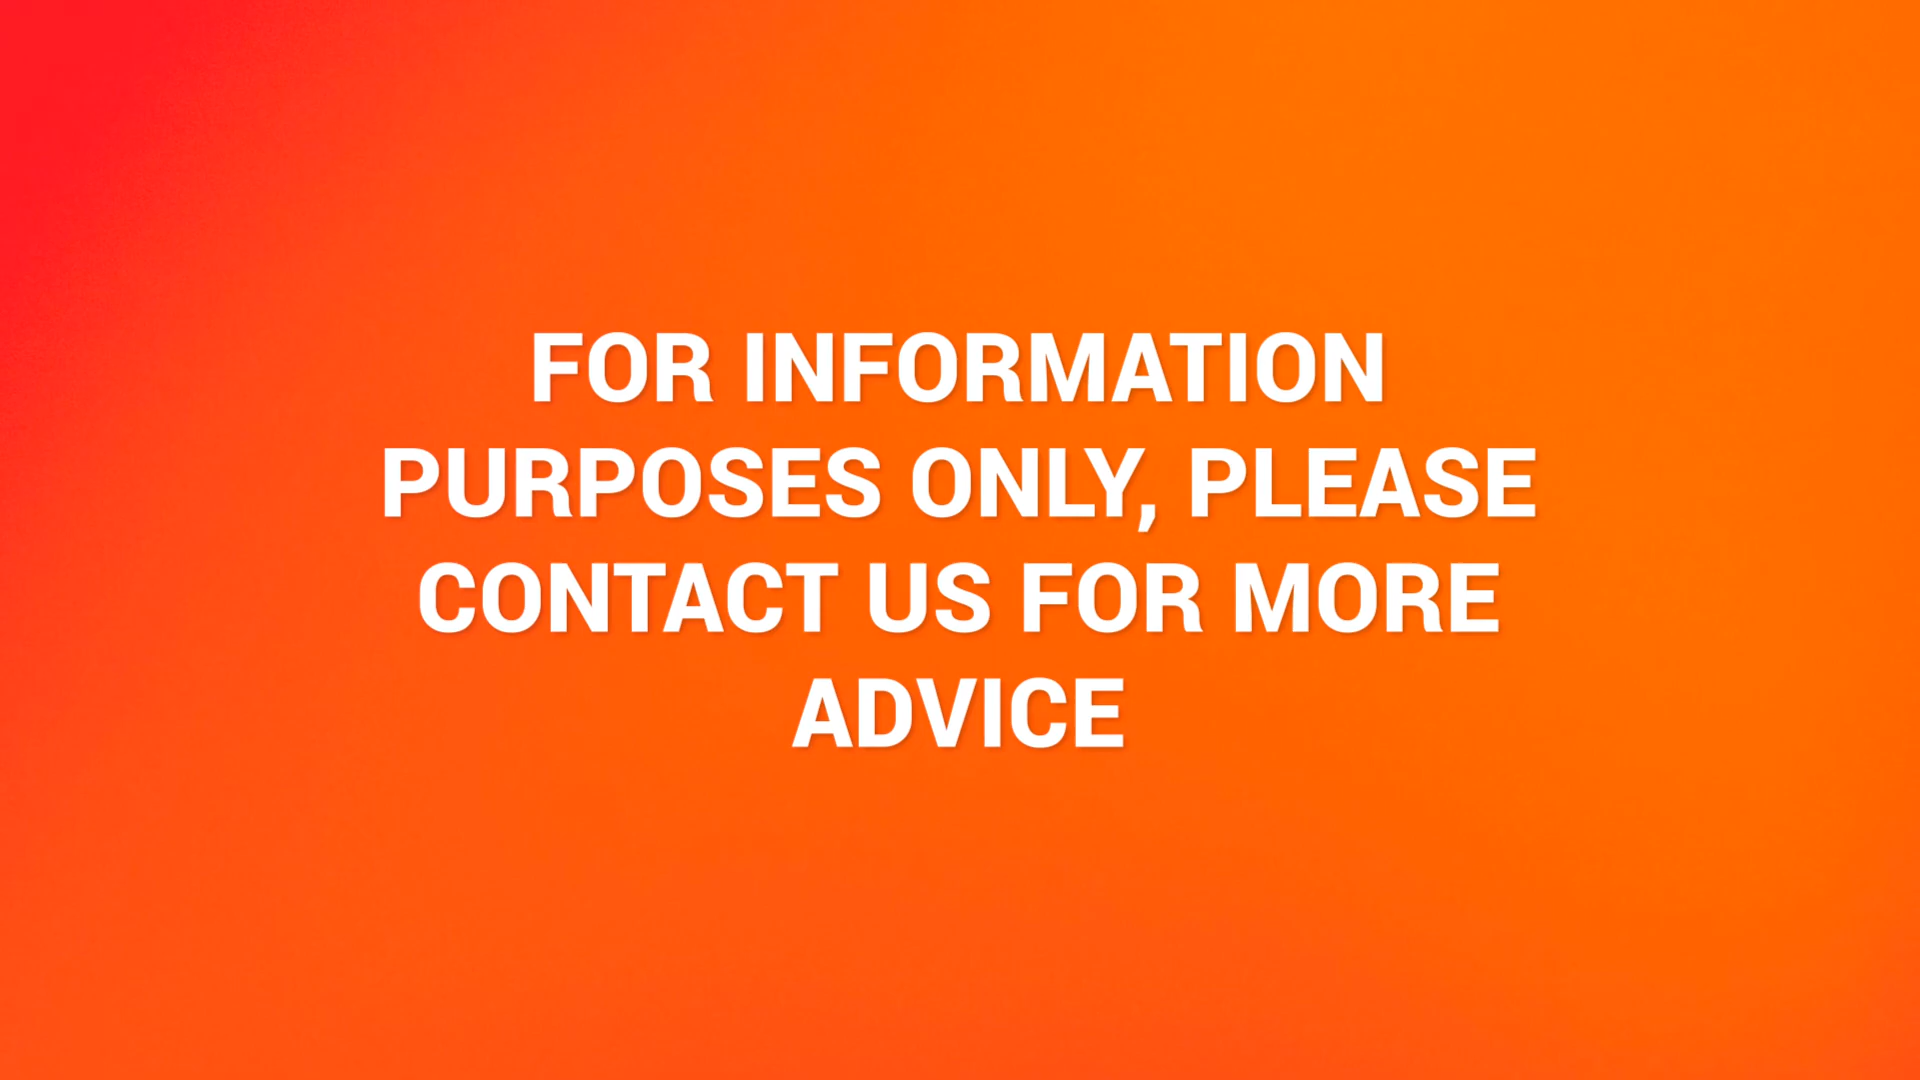 FOR INFORMATION
PURPOSES ONLY, PLEASE
CONTACT US FOR MORE
ADVICE